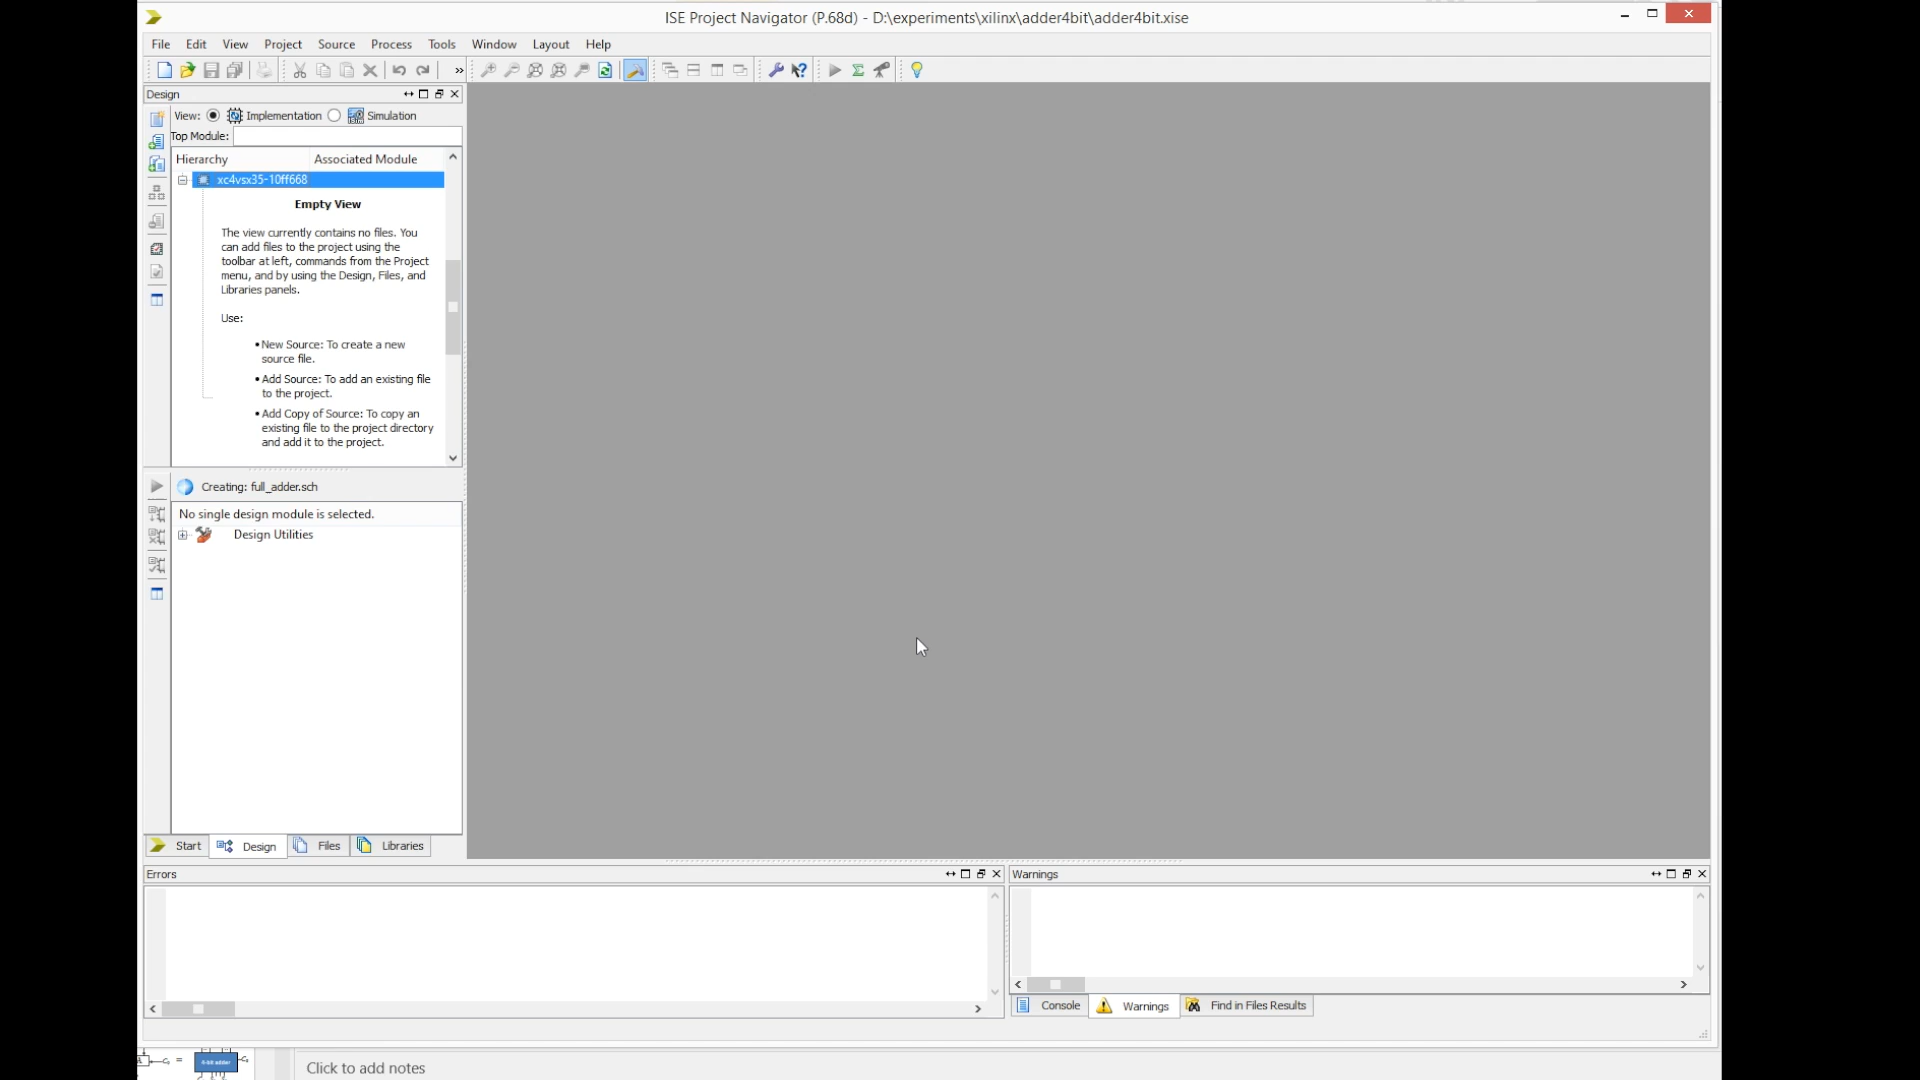 ISE Project Navigator (P.68d) - D:\experiments\xilinx\adder4bit\adder4bit.xise
File Edit View Project Source Process Tools Window Layout Help
»
Design
View: Implementation Simulation
Top Module:
Hierarchy Associated Module
xc4vsx35-10ff668
Empty View
The view currently contains no files. You
can add files to the project using the
toolbar at left, commands from the Project
menu, and by using the Design, Files, and
Libraries panels.
Use:
•New Source: To create a new
source file.
•Add Source: To add an existing file
to the project.
•Add Copy of Source: To copy an
existing file to the project directory
and add it to the project.
Creating: full_adder.sch
No single design module is selected.
Design Utilities
Start Design Files Libraries
Errors
Warnings
Console Warnings Find in Files Results
Click to add notes